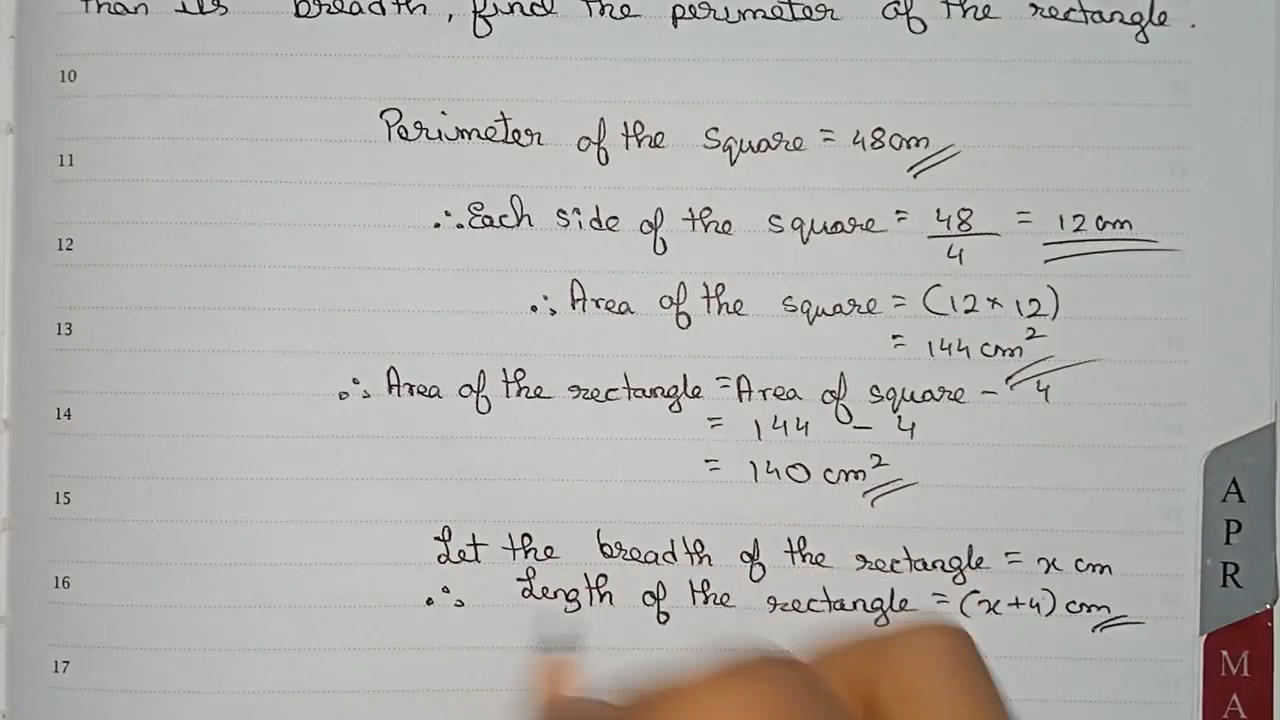 than its breadth, find the perimeter of the rectangle.
10
Perimeter of the square = 48cm
11
∴ Each side of the square = 48/4 = 12cm
12
∴ Area of the square = (12 × 12)
13
= 144 cm²
∴ Area of the rectangle = Area of square - 4
14
= 144 - 4
= 140 cm²
15
Let the breadth of the rectangle = x cm
16
∴ Length of the rectangle = (x+4) cm
17
APR
MA